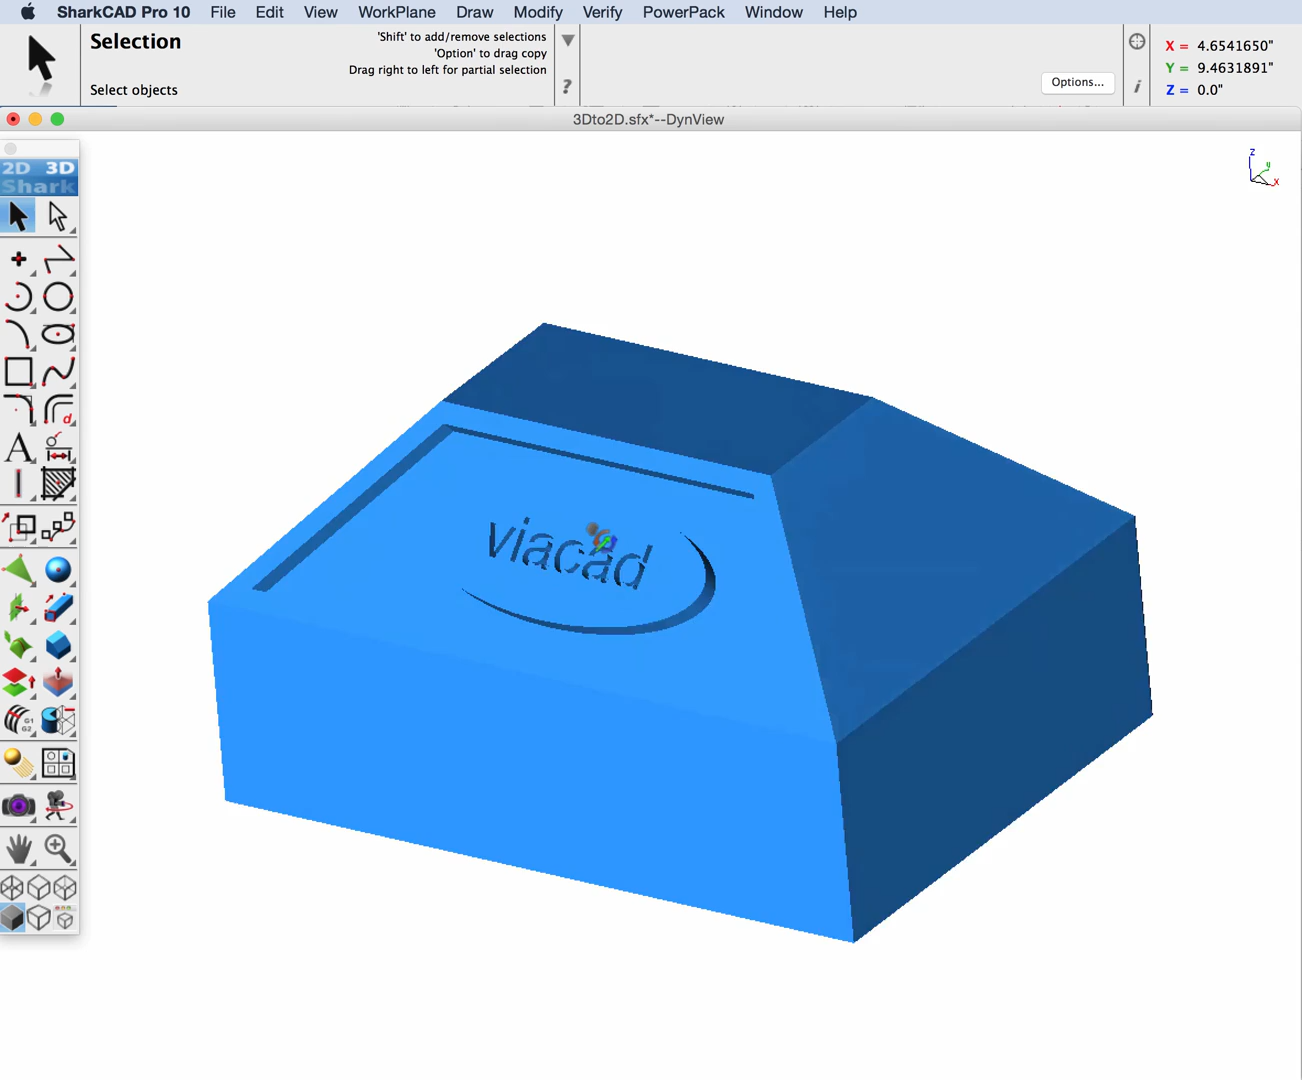 SharkCAD Pro 10 File Edit View WorkPlane Draw Modify Verify PowerPack Window Help
Selection
'Shift' to add/remove selections
'Option' to drag copy
Drag right to left for partial selection
Select objects
?
Options...
i
X = 4.6541650"
Y = 9.4631891"
Z = 0.0"
3Dto2D.sfx*--DynView
2D 3D
Shark
A
d
G1
G2
z
y
x
viacad